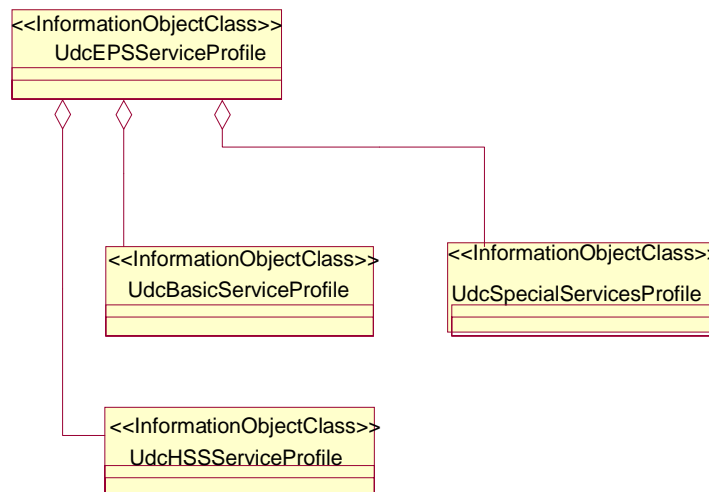 <<InformationObjectClass>>
UdcEPSServiceProfile
<<InformationObjectClass>>
UdcBasicServiceProfile
<<InformationObjectClass>
UdcSpecialServicesProfile
<<InformationObjectClass>>
UdcHSSServiceProfile